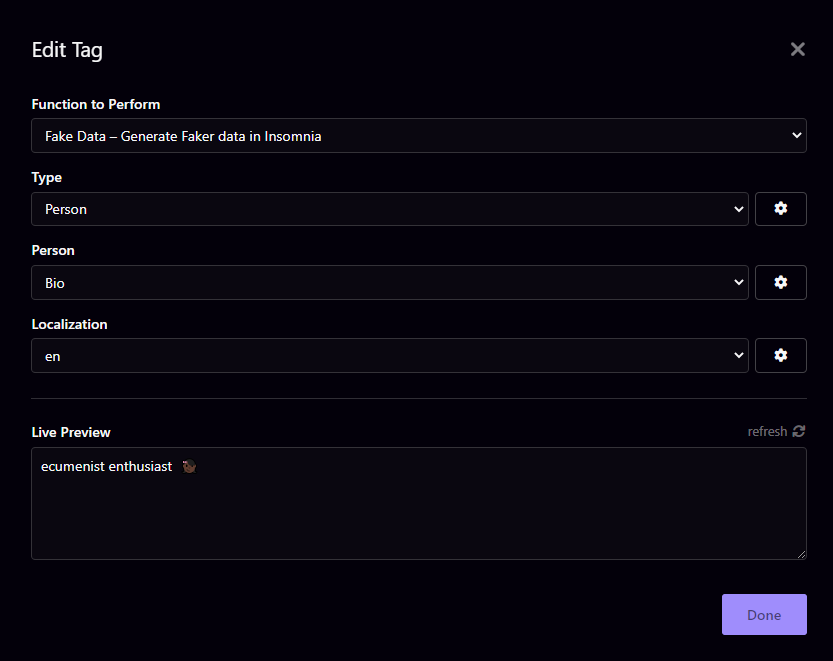 Edit Tag
Function to Perform
Fake Data – Generate Faker data in Insomnia
Type
Person
Person
Bio
Localization
en
Live Preview
refresh
ecumenist enthusiast 🦬
Done